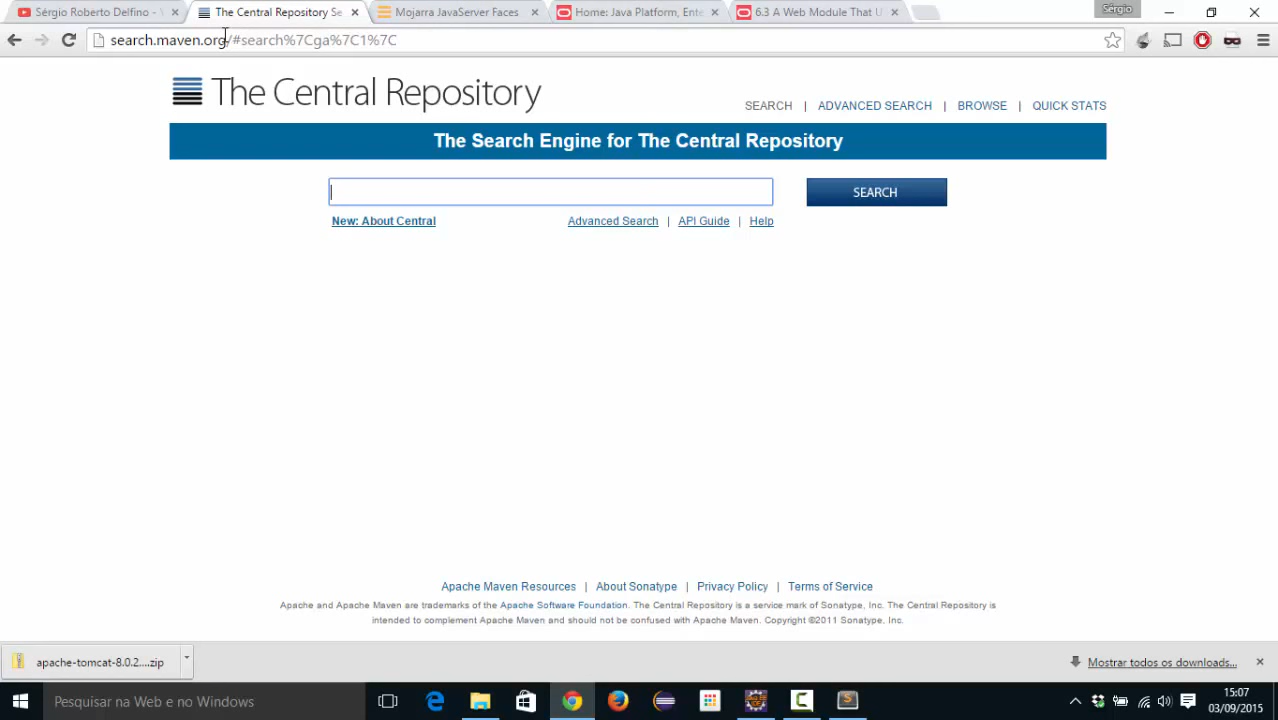 Sérgio Roberto Delfino - \
The Central Repository Se
Mojarra JavaServer Faces
Home: Java Platform, Ente
6.3 A Web Module That U
Sérgio
search.maven.org/#search%7Cga%7C1%7C
The Central Repository
SEARCH | ADVANCED SEARCH | BROWSE | QUICK STATS
The Search Engine for The Central Repository
SEARCH
New: About Central
Advanced Search | API Guide | Help
Apache Maven Resources | About Sonatype | Privacy Policy | Terms of Service
Apache and Apache Maven are trademarks of the Apache Software Foundation. The Central Repository is a service mark of Sonatype, Inc. The Central Repository is
intended to complement Apache Maven and should not be confused with Apache Maven. Copyright ©2011 Sonatype, Inc.
apache-tomcat-8.0.2....zip
Mostrar todos os downloads...
Pesquisar na Web e no Windows
15:07
03/09/2015